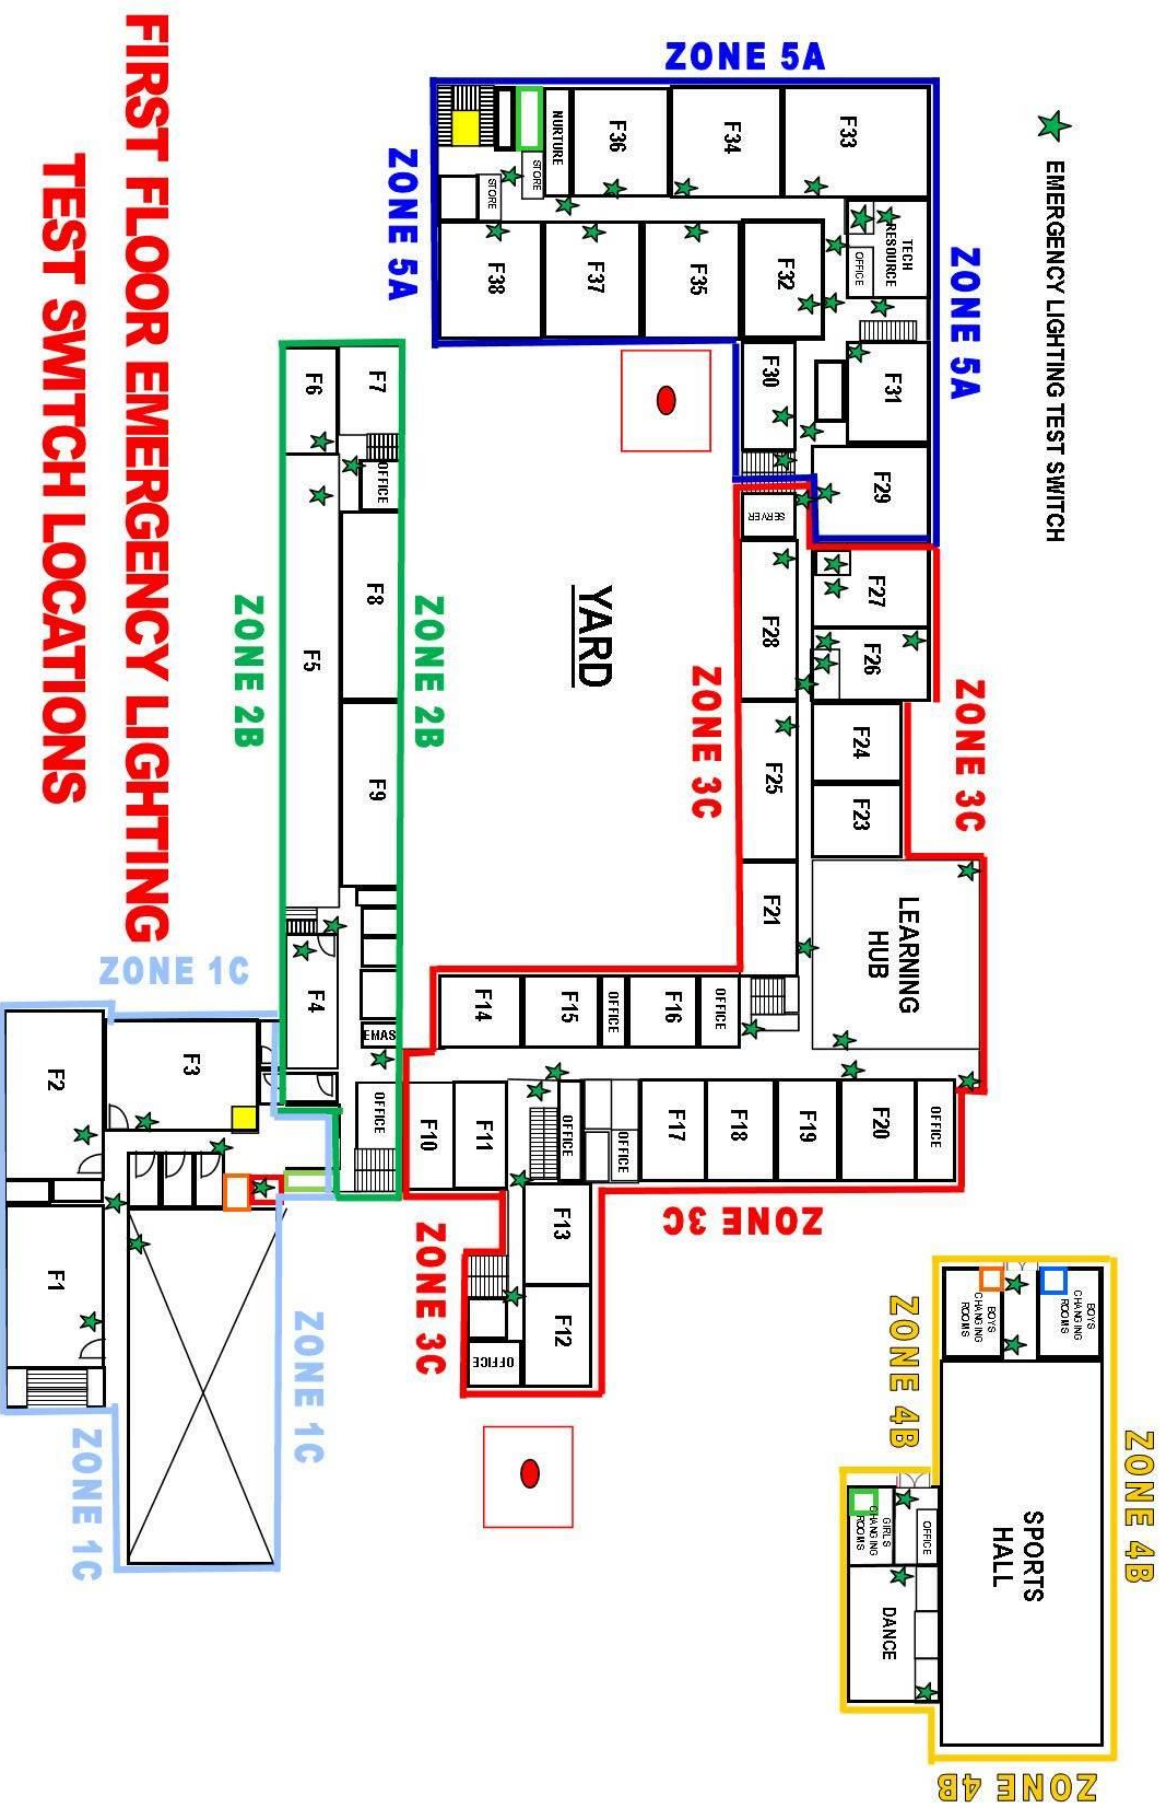 FIRST FLOOR EMERGENCY LIGHTING
TEST SWITCH LOCATIONS
EMERGENCY LIGHTING TEST SWITCH
ZONE 5A
ZONE 5A
ZONE 5A
NURTURE
F36
F34
F33
STORE
STORE
TECH
RESOURCE
OFFICE
F38
F37
F35
F32
F31
F30
F29
YARD
ZONE 2B
ZONE 2B
F7
F6
OFFICE
F8
F5
F9
F4
EMAS
OFFICE
ZONE 3C
ZONE 3C
ZONE 3C
ZONE 3C
SERVER
F28
F27
F26
F25
F24
F23
F21
LEARNING
HUB
F14
F15
OFFICE
F16
OFFICE
F10
F11
OFFICE
OFFICE
F17
F18
F19
F20
OFFICE
F13
F12
OFFICE
ZONE 1C
ZONE 1C
ZONE 1C
F2
F3
F1
ZONE 4B
ZONE 4B
ZONE 4B
BOYS
CHANGING
ROOMS
BOYS
CHANGING
ROOMS
SPORTS
HALL
GIRLS
CHANGING
ROOMS
OFFICE
DANCE